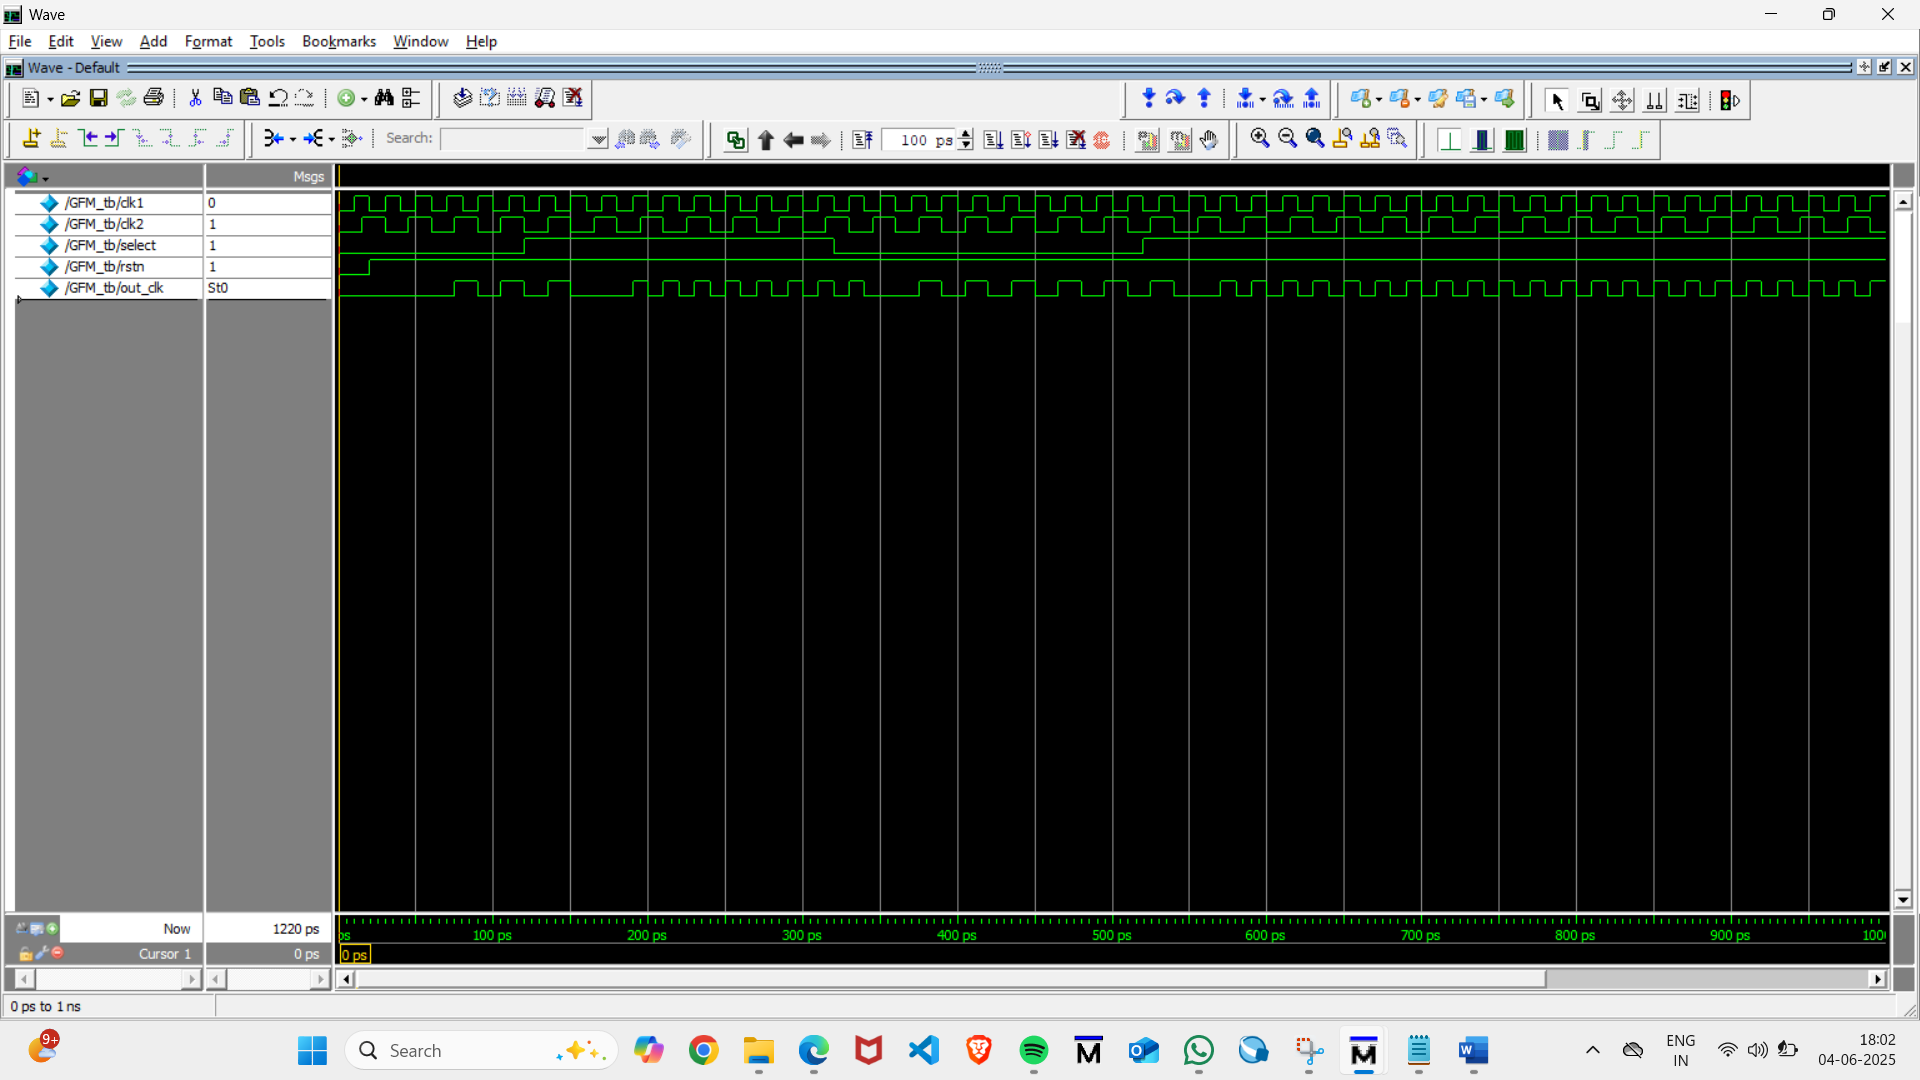 Wave
File Edit View Add Format Tools Bookmarks Window Help
Wave - Default
Search:
100 ps
Msgs
/GFM_tb/clk1 0
/GFM_tb/clk2 1
/GFM_tb/select 1
/GFM_tb/rstn 1
/GFM_tb/out_clk St0
Now 1220 ps
ps 100 ps 200 ps 300 ps 400 ps 500 ps 600 ps 700 ps 800 ps 900 ps 100
Cursor 1 0 ps
0 ps
0 ps to 1 ns
9+
Search
ENG
IN
18:02
04-06-2025